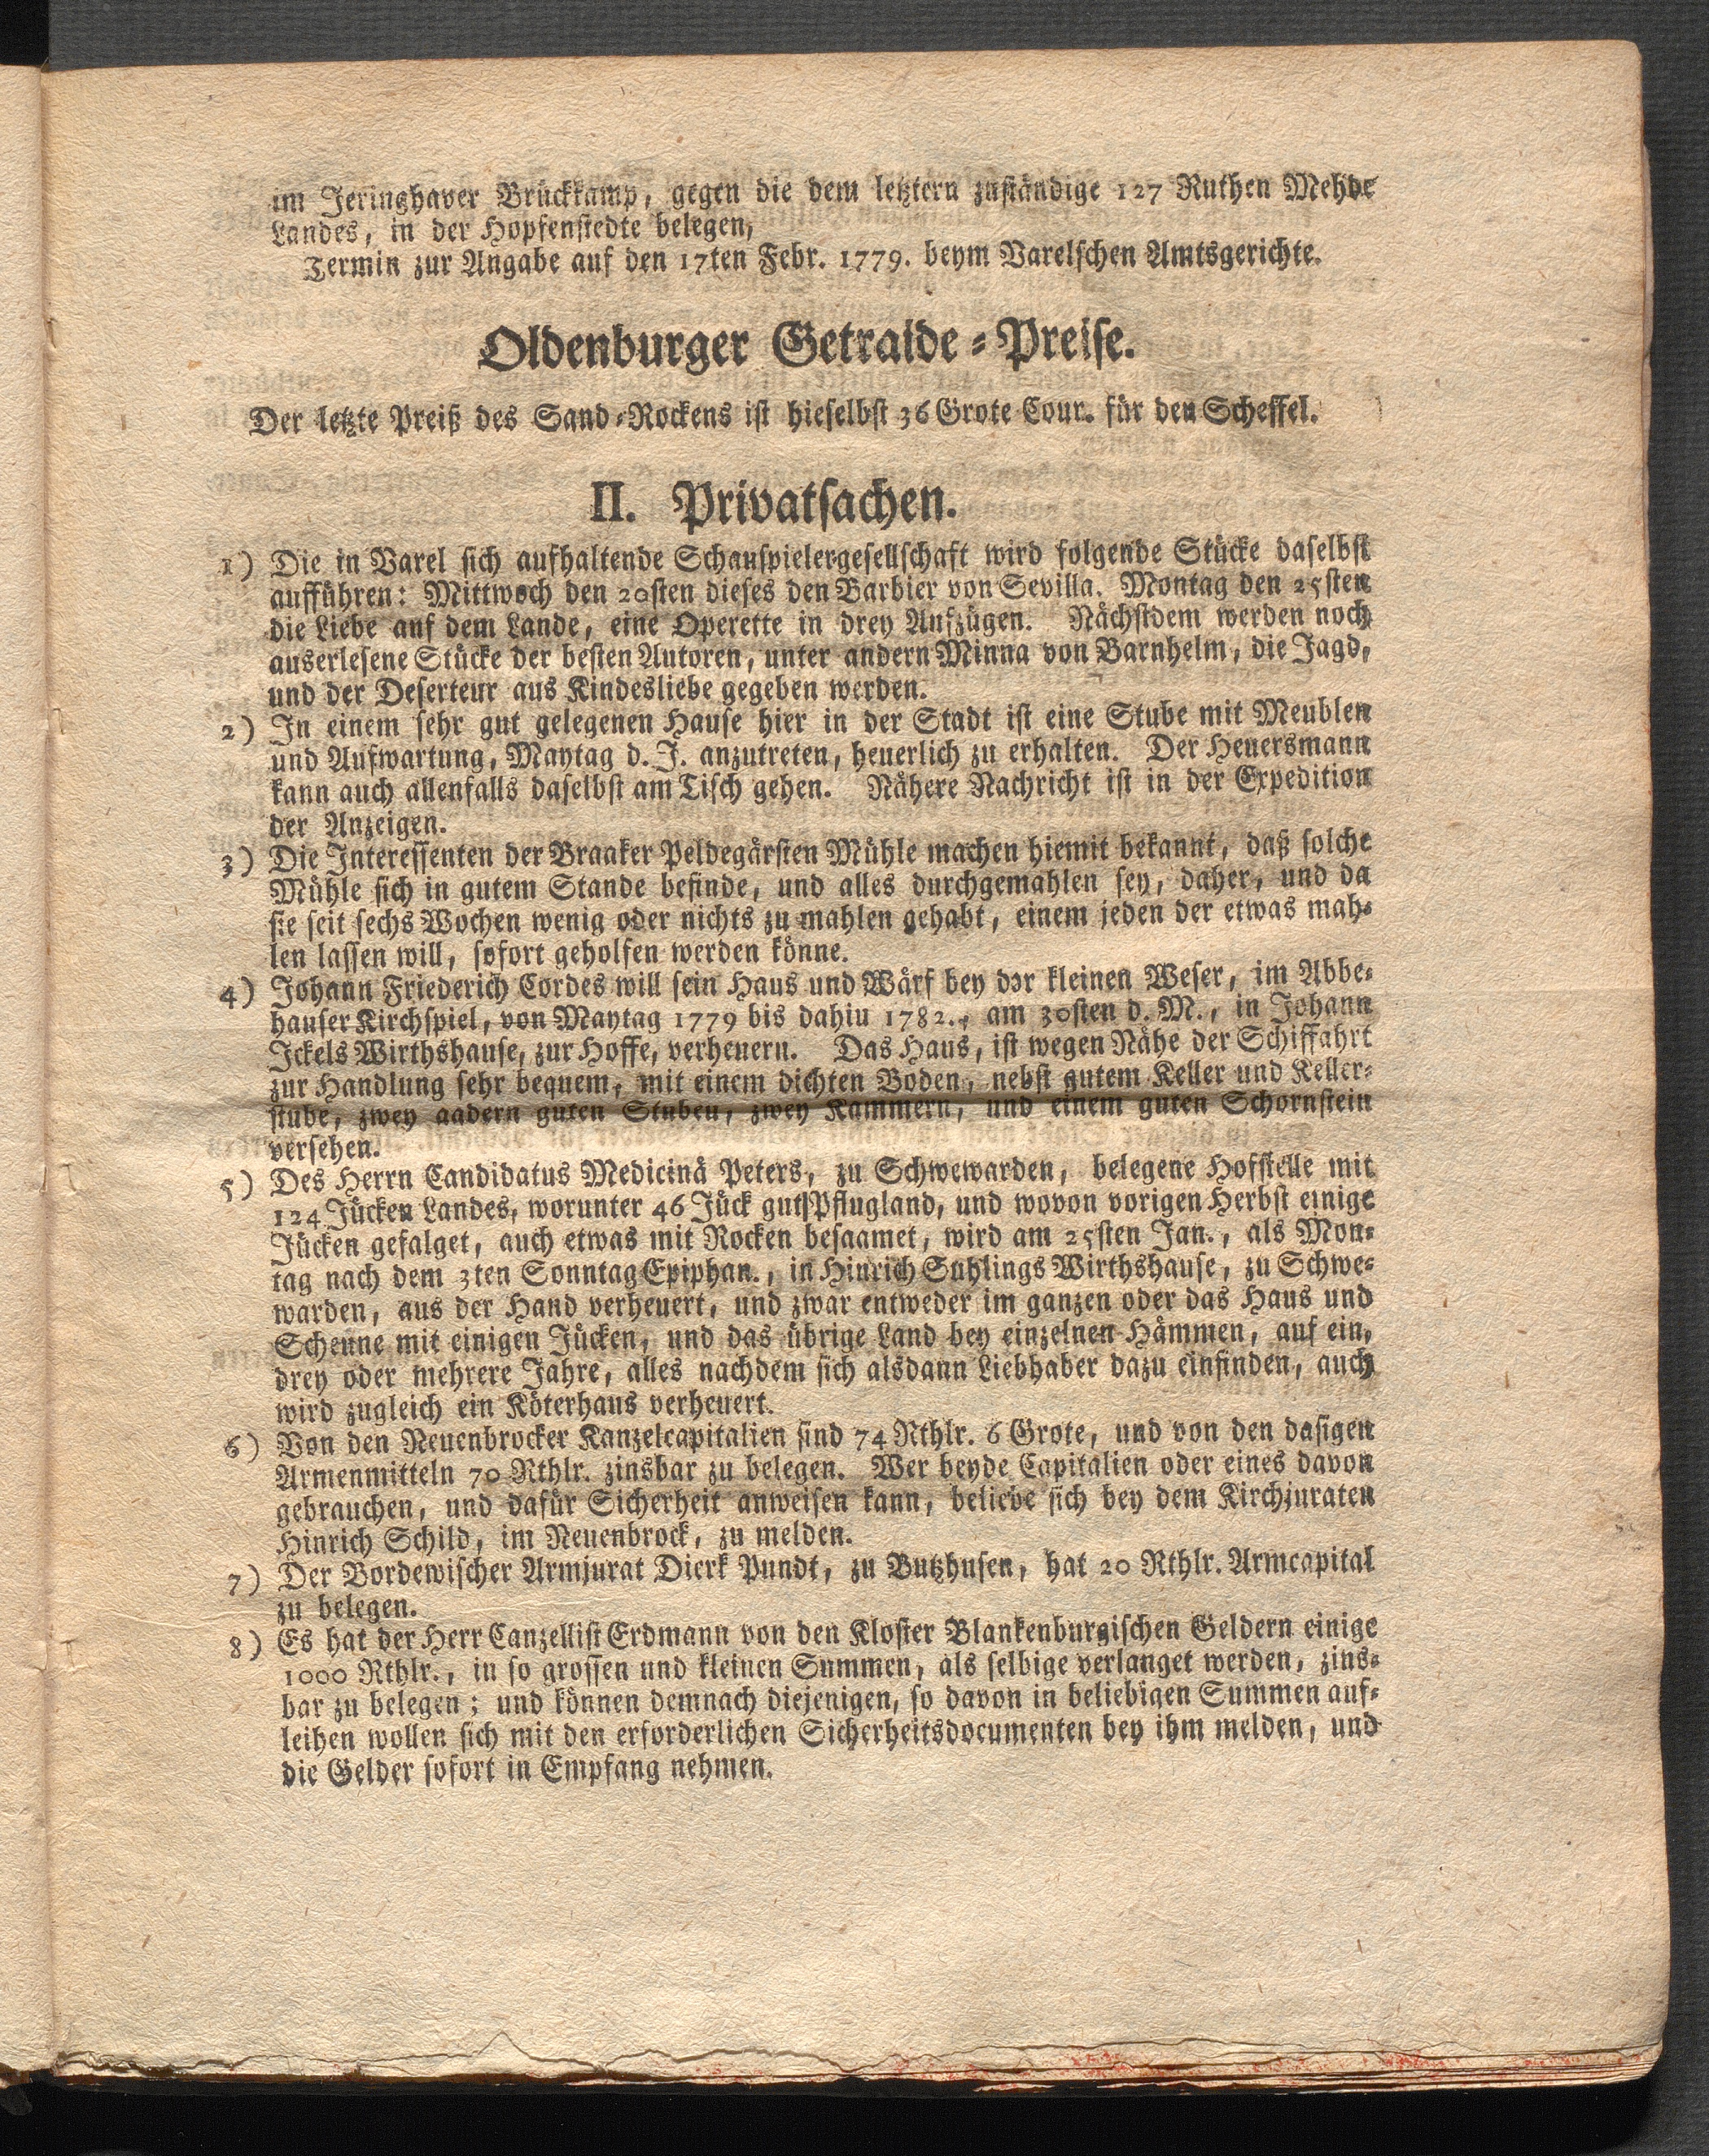 im Jeringhaver Brückkamp, gegen die dem letztern zuständige 127 Ruthen Mehde
Landes, in der Hopfenstedte belegen,
Termin zur Angabe auf den 17ten Febr. 1779. beym Varelschen Amtsgerichte.
Oldenburger Getraide-Preise.
Der letzte Preiß des Sand-Rockens ist hieselbst 36 Grote Cour. für den Scheffel.
II. Privatsachen.
1) Die in Varel sich aufhaltende Schauspielergesellschaft wird folgende Stücke daselbst
aufführen: Mittwoch den 20sten dieses den Barbier von Sevilla. Montag den 25sten
die Liebe auf dem Lande, eine Operette in drey Aufzügen. Nächstdem werden noch
auserlesene Stücke der besten Autoren, unter andern Minna von Barnhelm, die Jagd,
und der Deserteur aus Kindesliebe gegeben werden.
2) In einem sehr gut gelegenen Hause hier in der Stadt ist eine Stube mit Meublen
und Aufwartung, Maytag d. J. anzutreten, heuerlich zu erhalten. Der Heuersmann
kann auch allenfalls daselbst am Tisch gehen. Nähere Nachricht ist in der Expedition
der Anzeigen.
3) Die Interessenten der Braaker Peldegärsten Mühle machen hiemit bekannt, daß solche
Mühle sich in gutem Stande befinde, und alles durchgemahlen sey, daher, und da
sie seit sechs Wochen wenig oder nichts zu mahlen gehabt, einem jeden der etwas mah-
len lassen will, sofort geholfen werden könne.
4) Johann Friederich Cordes will sein Haus und Wärf bey der kleinen Weser, im Abbe-
hauser Kirchspiel, von Maytag 1779 bis dahiu 1782., am 30sten d. M., in Johann
Ickels Wirthshause, zur Hoffe, verheuern. Das Haus, ist wegen Nähe der Schiffahrt
zur Handlung sehr bequem, mit einem dichten Boden, nebst gutem Keller und Keller-
stube, zwey aadern guten Stuben, zwey Kammern, und einem guten Schornstein
versehen.
5) Des Herrn Candidatus Medicinä Peters, zu Schwewarden, belegene Hofstelle mit
124 Jücken Landes, worunter 46 Jück gut Pflugland, und wovon vorigen Herbst einige
Jücken gefalget, auch etwas mit Rocken besaamet, wird am 25sten Jan., als Mon-
tag nach dem 3ten Sonntag Epiphan., in Hinrich Suhlings Wirthshause, zu Schwe-
warden, aus der Hand verheuert, und zwar entweder im ganzen oder das Haus und
Scheune mit einigen Jücken, und das übrige Land bey einzelnen Hämmen, auf ein,
drey oder mehrere Jahre, alles nachdem sich alsdann Liebhaber dazu einfinden, auch
wird zugleich ein Köterhaus verheuert.
6) Von den Neuenbrocker Kanzelcapitalien sind 74 Rthlr. 6 Grote, und von den dasigen
Armenmitteln 70 Rthlr. zinsbar zu belegen. Wer beyde Capitalien oder eines davon
gebrauchen, und dafür Sicherheit anweisen kann, beliebe sich bey dem Kirchjuraten
Hinrich Schild, im Neuenbrock, zu melden.
7) Der Bordewischer Armjurat Dierk Pundt, zu Butzhusen, hat 20 Rthlr. Armcapital
zu belegen.
8) Es hat der Herr Canzellist Erdmann von den Kloster Blankenburgischen Geldern einige
1000 Rthlr., in so grossen und kleinen Summen, als selbige verlanget werden, zins-
bar zu belegen; und können demnach diejenigen, so davon in beliebigen Summen auf-
leihen wollen sich mit den erforderlichen Sicherheitsdocumenten bey ihm melden, und
die Gelder sofort in Empfang nehmen.